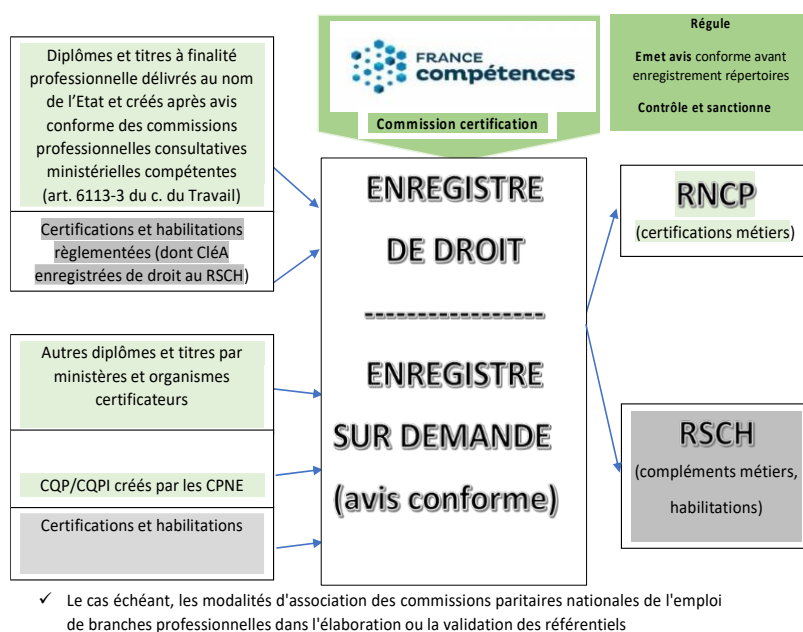 Diplômes et titres à finalité
professionnelle délivrés au nom
de l'Etat et créés après avis
conforme des commissions
professionnelles consultatives
ministérielles compétentes
(art. 6113-3 du c. du Travail)
Certifications et habilitations
règlementées (dont CléA
enregistrées de droit au RSCH)
Autres diplômes et titres par
ministères et organismes
certificateurs
CQP/CQPI créés par les CPNE
Certifications et habilitations
FRANCE
compétences
Commission certification
ENREGISTRE
DE DROIT
------------------
ENREGISTRE
SUR DEMANDE
(avis conforme)
Régule
Emet avis conforme avant
enregistrement répertoires
Contrôle et sanctionne
RNCP
(certifications métiers)
RSCH
(compléments métiers,
habilitations)
✓ Le cas échéant, les modalités d'association des commissions paritaires nationales de l'emploi
de branches professionnelles dans l'élaboration ou la validation des référentiels